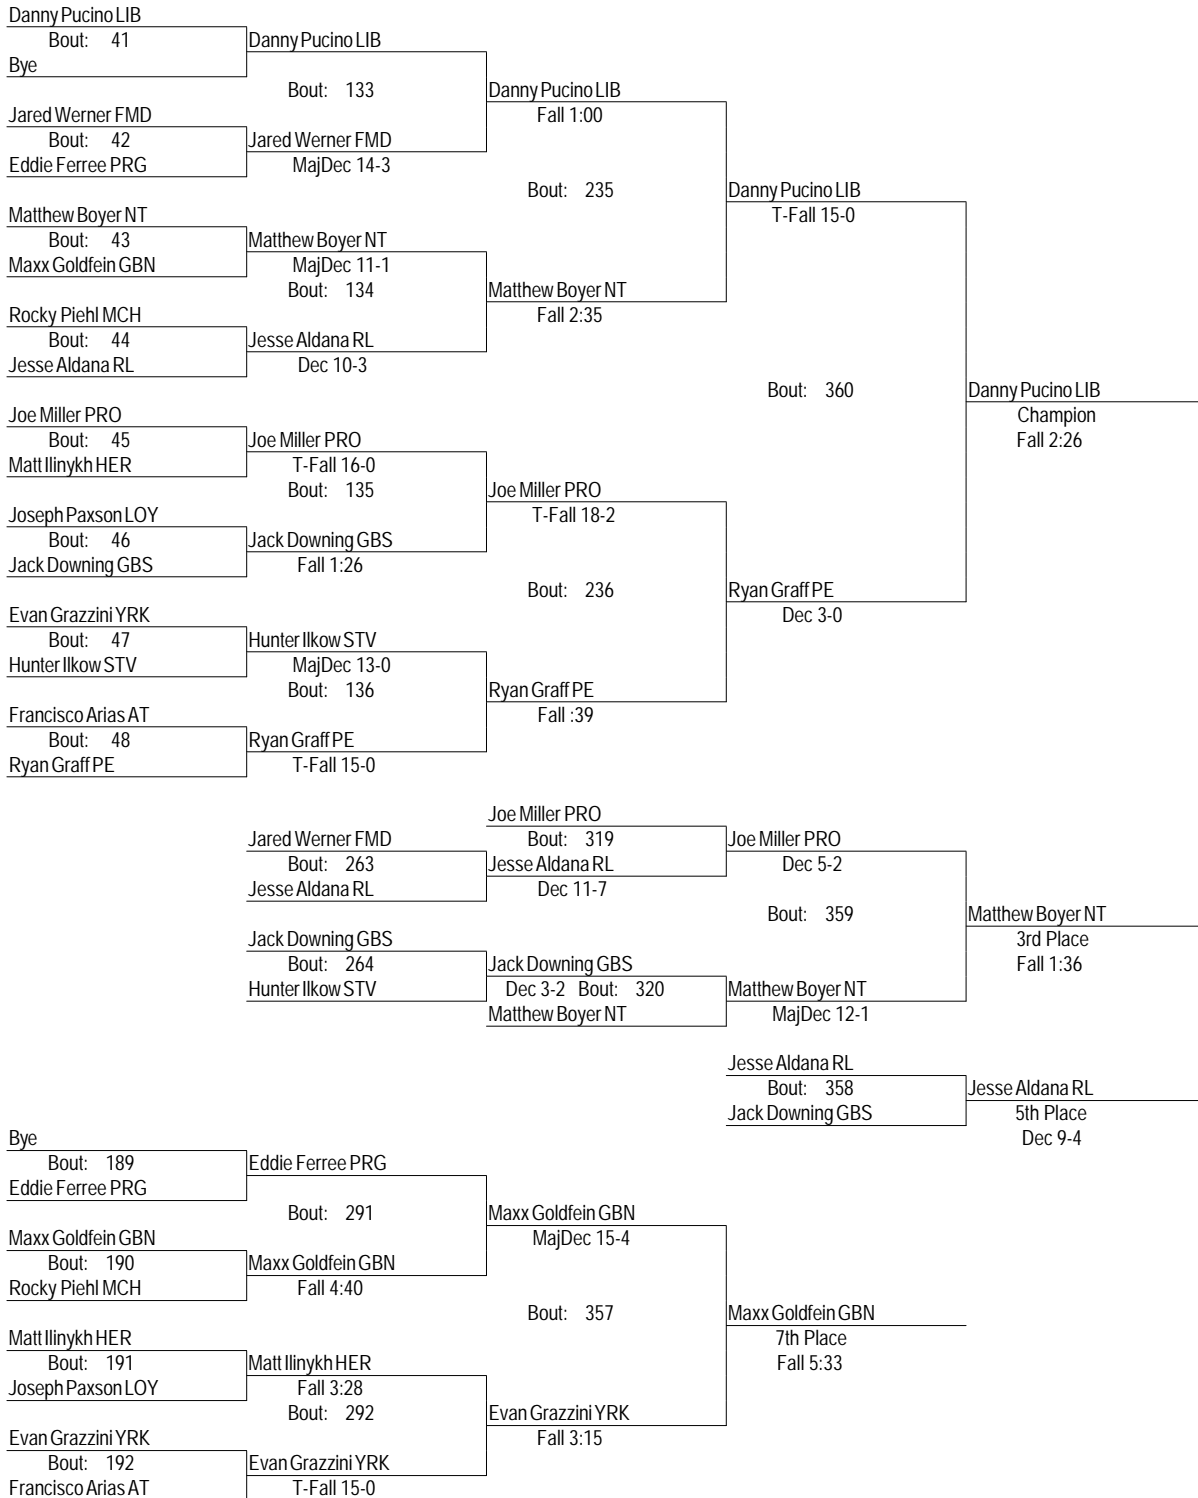 Danny Pucino LIB
Bout: 41 Danny Pucino LIB
Bye
Bout: 133 Danny Pucino LIB
Jared Werner FMD Fall 1:00
Bout: 42 Jared Werner FMD
Eddie Ferree PRG MajDec 14-3
Bout: 235 Danny Pucino LIB
Matthew Boyer NT T-Fall 15-0
Bout: 43 Matthew Boyer NT
Maxx Goldfein GBN MajDec 11-1
Bout: 134 Matthew Boyer NT
Rocky Piehl MCH Fall 2:35
Bout: 44 Jesse Aldana RL
Jesse Aldana RL Dec 10-3
Bout: 360 Danny Pucino LIB
Joe Miller PRO Champion
Bout: 45 Joe Miller PRO Fall 2:26
Matt Ilinykh HER T-Fall 16-0
Bout: 135 Joe Miller PRO
Joseph Paxson LOY T-Fall 18-2
Bout: 46 Jack Downing GBS
Jack Downing GBS Fall 1:26
Bout: 236 Ryan Graff PE
Evan Grazzini YRK Dec 3-0
Bout: 47 Hunter Ilkow STV
Hunter Ilkow STV MajDec 13-0
Bout: 136 Ryan Graff PE
Francisco Arias AT Fall :39
Bout: 48 Ryan Graff PE
Ryan Graff PE T-Fall 15-0
Joe Miller PRO
Jared Werner FMD Bout: 319 Joe Miller PRO
Bout: 263 Jesse Aldana RL Dec 5-2
Jesse Aldana RL Dec 11-7
Bout: 359 Matthew Boyer NT
Jack Downing GBS 3rd Place
Bout: 264 Jack Downing GBS Fall 1:36
Hunter Ilkow STV Dec 3-2 Bout: 320 Matthew Boyer NT
Matthew Boyer NT MajDec 12-1
Jesse Aldana RL
Bout: 358 Jesse Aldana RL
Jack Downing GBS 5th Place
Bye Dec 9-4
Bout: 189 Eddie Ferree PRG
Eddie Ferree PRG
Bout: 291 Maxx Goldfein GBN
Maxx Goldfein GBN MajDec 15-4
Bout: 190 Maxx Goldfein GBN
Rocky Piehl MCH Fall 4:40
Bout: 357 Maxx Goldfein GBN
Matt Ilinykh HER 7th Place
Bout: 191 Matt Ilinykh HER Fall 5:33
Joseph Paxson LOY Fall 3:28
Bout: 292 Evan Grazzini YRK
Evan Grazzini YRK Fall 3:15
Bout: 192 Evan Grazzini YRK
Francisco Arias AT T-Fall 15-0